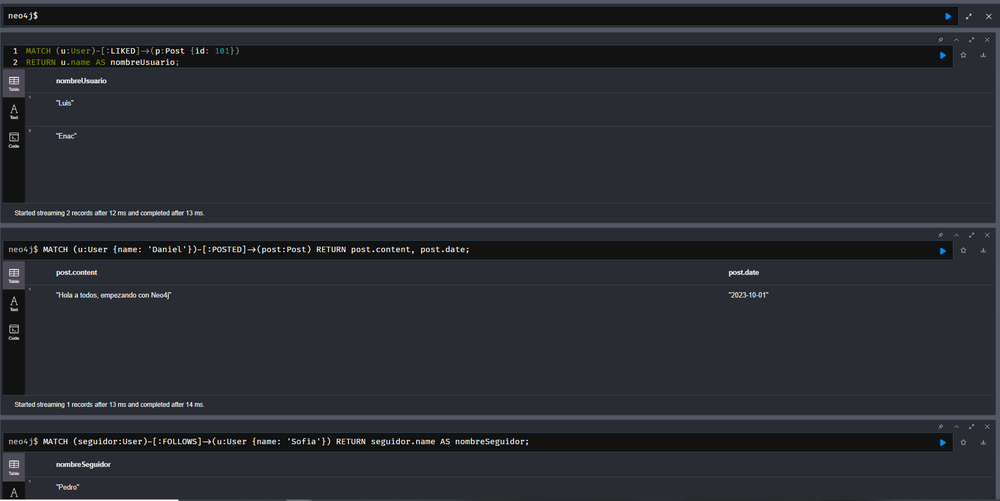 neo4j$
1 MATCH (u:User)-[:LIKED]→(p:Post {id: 101})
2 RETURN u.name AS nombreUsuario;
Table
nombreUsuario
1
"Luis"
Text
2
"Enac"
Code
Started streaming 2 records after 12 ms and completed after 13 ms.
neo4j$ MATCH (u:User {name: 'Daniel'})-[:POSTED]→(post:Post) RETURN post.content, post.date;
Table
post.content post.date
1
"Hola a todos, empezando con Neo4j" "2023-10-01"
Text
Code
Started streaming 1 records after 13 ms and completed after 14 ms.
neo4j$ MATCH (seguidor:User)-[:FOLLOWS]→(u:User {name: 'Sofia'}) RETURN seguidor.name AS nombreSeguidor;
Table
nombreSeguidor
1
"Pedro"